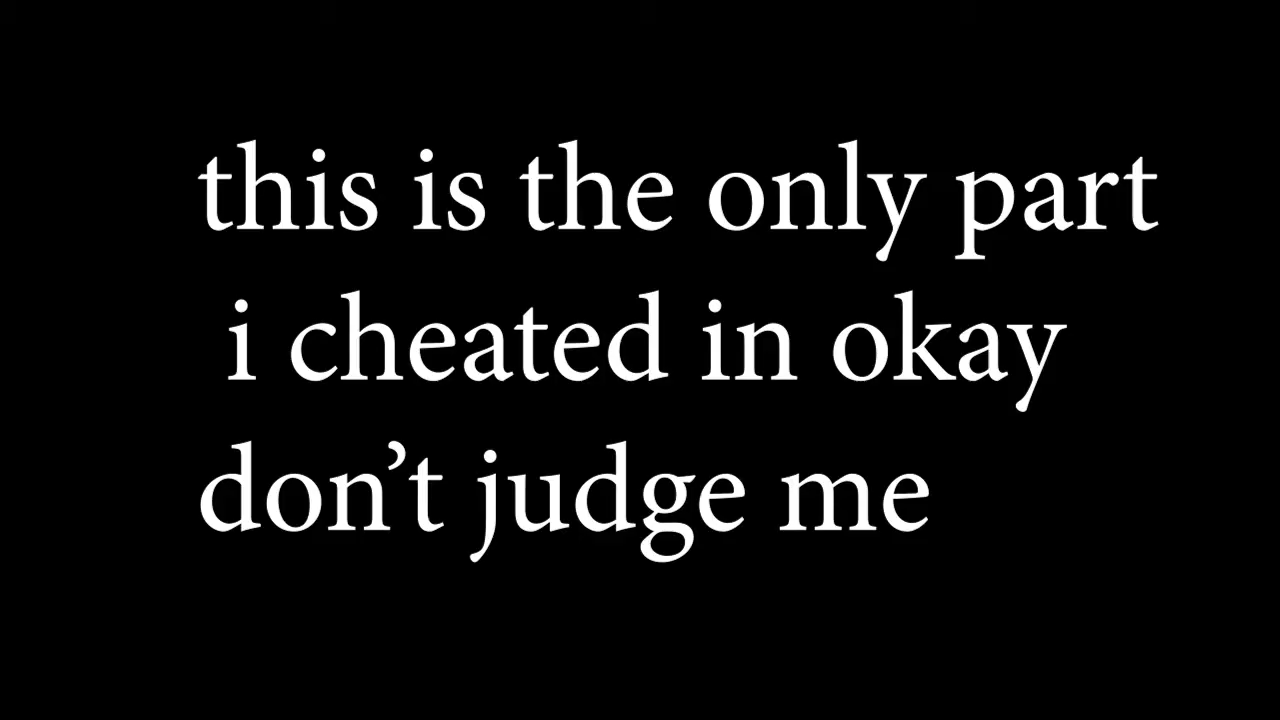 this is the only part
i cheated in okay
don’t judge me